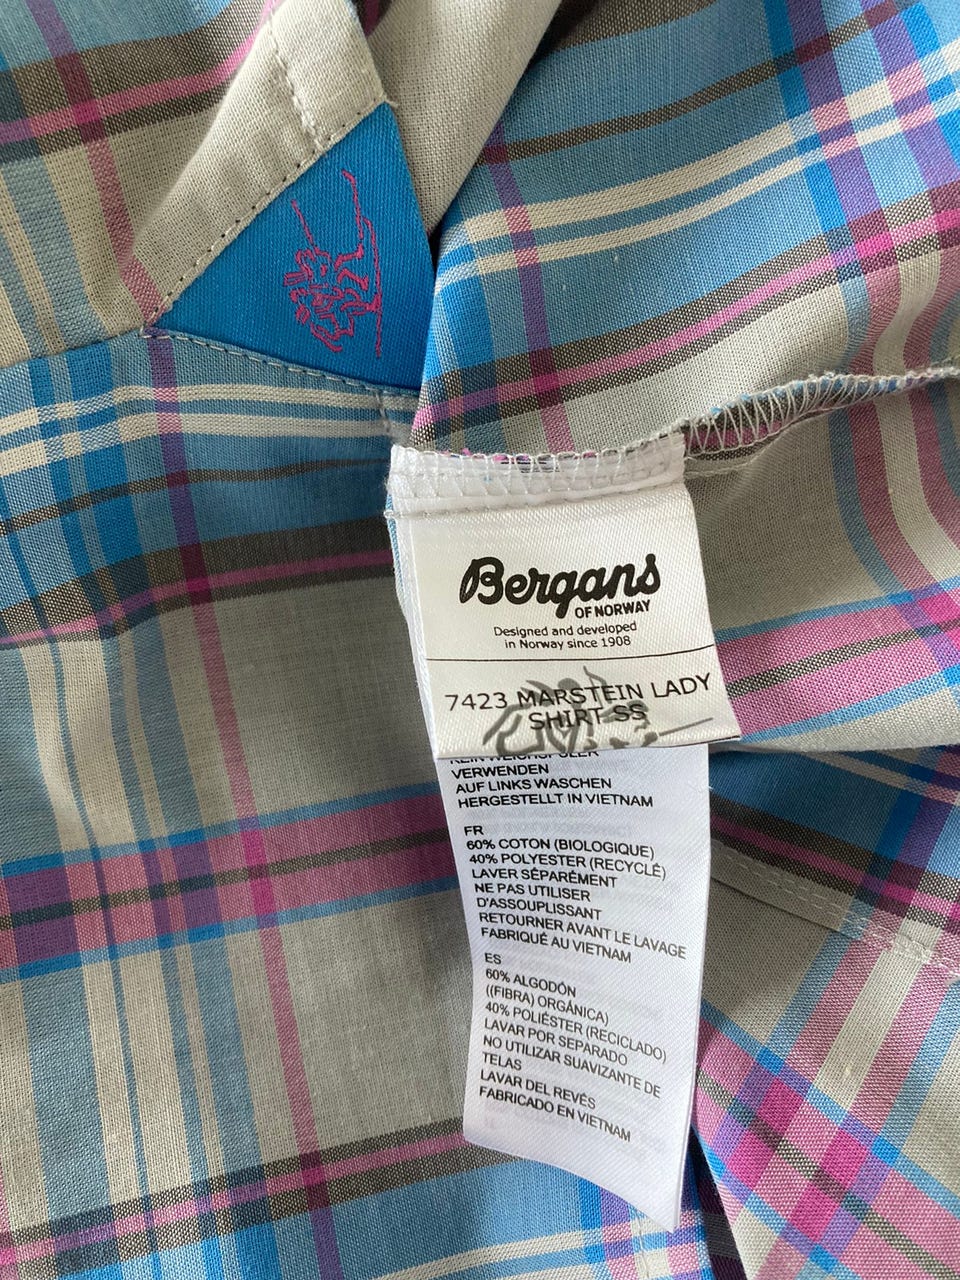 Bergans
OF NORWAY
Designed and developed
in Norway since 1908
7423 MARSTEIN LADY
SHIRT SS
KEIN WEICHSPÜLER
VERWENDEN
AUF LINKS WASCHEN
HERGESTELLT IN VIETNAM
FR
60% COTON (BIOLOGIQUE)
40% POLYESTER (RECYCLÉ)
LAVER SÉPARÉMENT
NE PAS UTILISER
D'ASSOUPLISSANT
RETOURNER AVANT LE LAVAGE
FABRIQUÉ AU VIETNAM
ES
60% ALGODÓN
((FIBRA) ORGÁNICA)
40% POLIÉSTER (RECICLADO)
LAVAR POR SEPARADO
NO UTILIZAR SUAVIZANTE DE
TELAS
LAVAR DEL REVÉS
FABRICADO EN VIETNAM